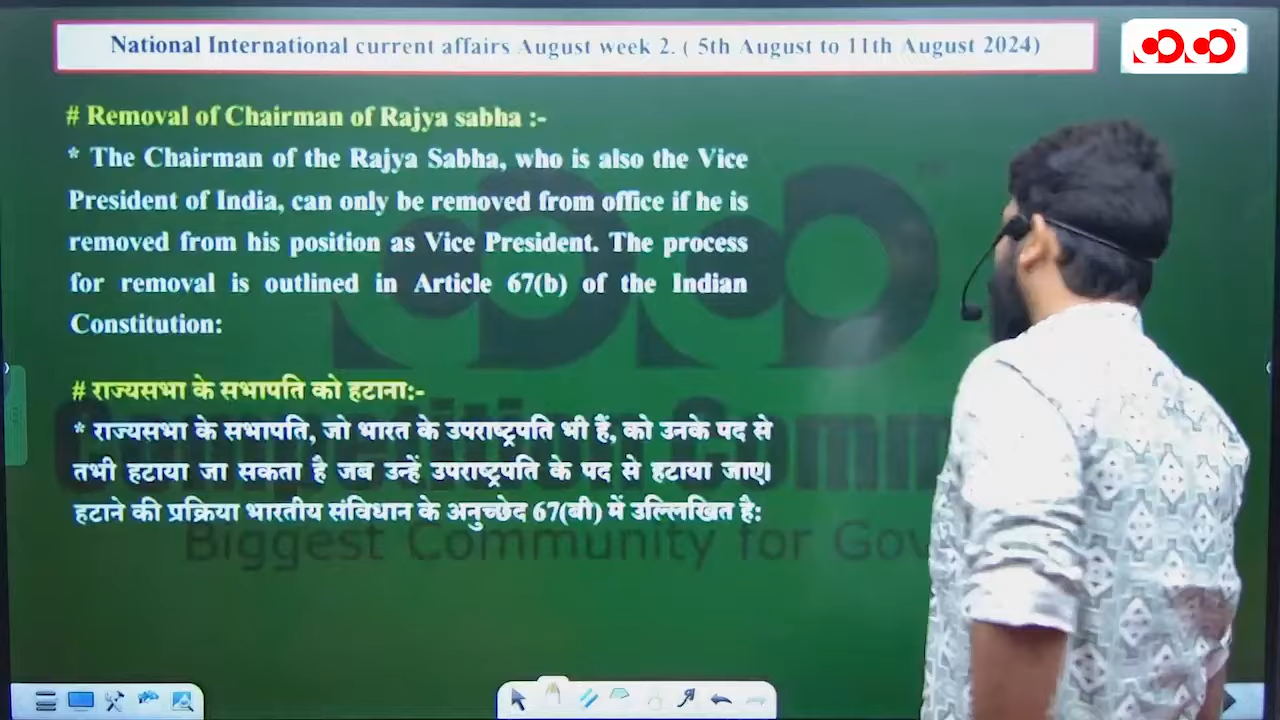 National International current affairs August week 2. ( 5th August to 11th August 2024)
# Removal of Chairman of Rajya sabha :-
* The Chairman of the Rajya Sabha, who is also the Vice
President of India, can only be removed from office if he is
removed from his position as Vice President. The process
for removal is outlined in Article 67(b) of the Indian
Constitution:
# राज्यसभा के सभापति को हटाना:-
* राज्यसभा के सभापति, जो भारत के उपराष्ट्रपति भी हैं, को उनके पद से
तभी हटाया जा सकता है जब उन्हें उपराष्ट्रपति के पद से हटाया जाए।
हटाने की प्रक्रिया भारतीय संविधान के अनुच्छेद 67(बी) में उल्लिखित है:
Biggest Community for Gov